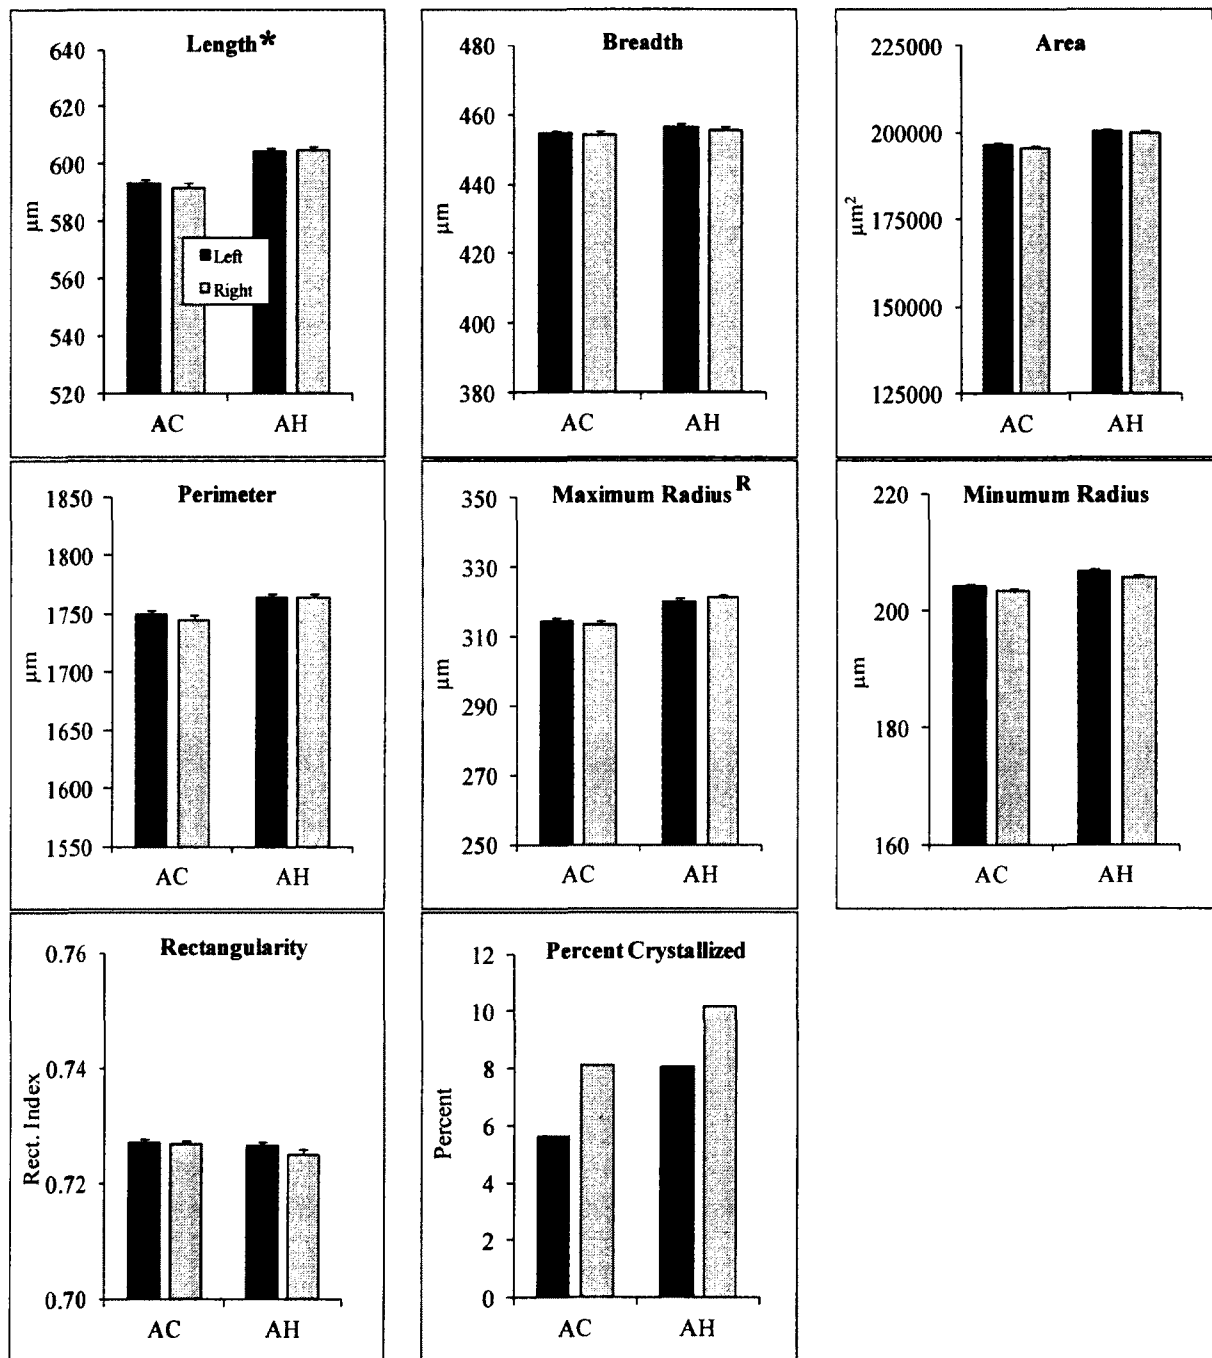 Length*
640
620
600
580
560
540
520
µm
Left
Right
AC AH
Breadth
480
460
440
420
400
380
µm
AC AH
Area
225000
200000
175000
150000
125000
µm²
AC AH
Perimeter
1850
1800
1750
1700
1650
1600
1550
µm
AC AH
Maximum Radius R
350
330
310
290
270
250
µm
AC AH
Minumum Radius
220
200
180
160
µm
AC AH
Rectangularity
0.76
0.74
0.72
0.70
Rect. Index
AC AH
Percent Crystallized
12
10
8
6
4
2
0
Percent
AC AH